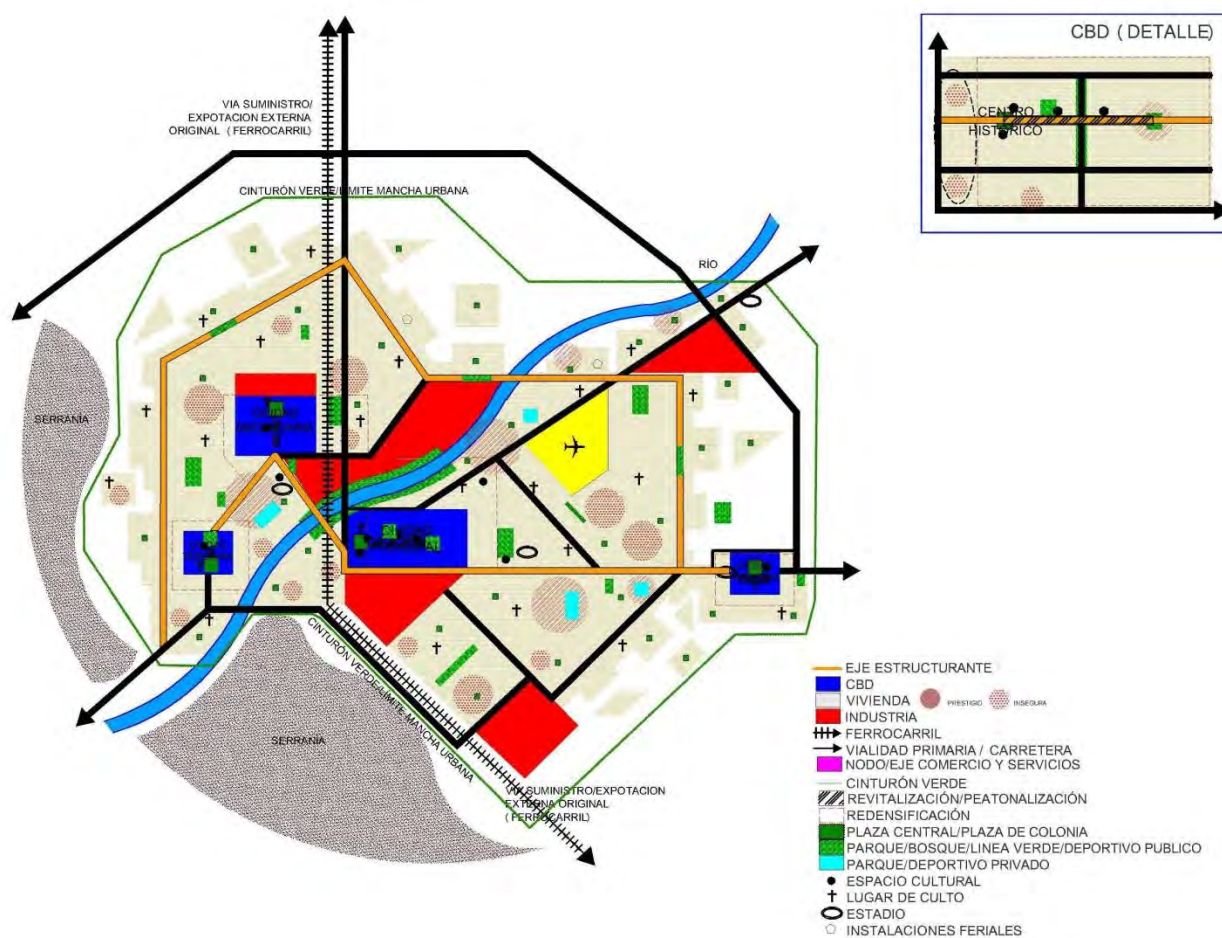 CBD ( DETALLE)
CENTRO
HISTÓRICO
VIA SUMINISTRO/
EXPOTACION EXTERNA
ORIGINAL ( FERROCARRIL)
CINTURÓN VERDE/LIMITE MANCHA URBANA
RÍO
SERRANÍA
SERRANÍA
CINTURÓN VERDE/LÍMITE MANCHA URBANA
VIA SUMINISTRO/EXPOTACION
EXTERNA ORIGINAL
( FERROCARRIL)
EJE ESTRUCTURANTE
CBD
VIVIENDA PRESTIGIO INSEGURA
INDUSTRIA
FERROCARRIL
VIALIDAD PRIMARIA / CARRETERA
NODO/EJE COMERCIO Y SERVICIOS
CINTURÓN VERDE
REVITALIZACIÓN/PEATONALIZACIÓN
REDENSIFICACIÓN
PLAZA CENTRAL/PLAZA DE COLONIA
PARQUE/BOSQUE/LINEA VERDE/DEPORTIVO PUBLICO
PARQUE/DEPORTIVO PRIVADO
ESPACIO CULTURAL
LUGAR DE CULTO
ESTADIO
INSTALACIONES FERIALES